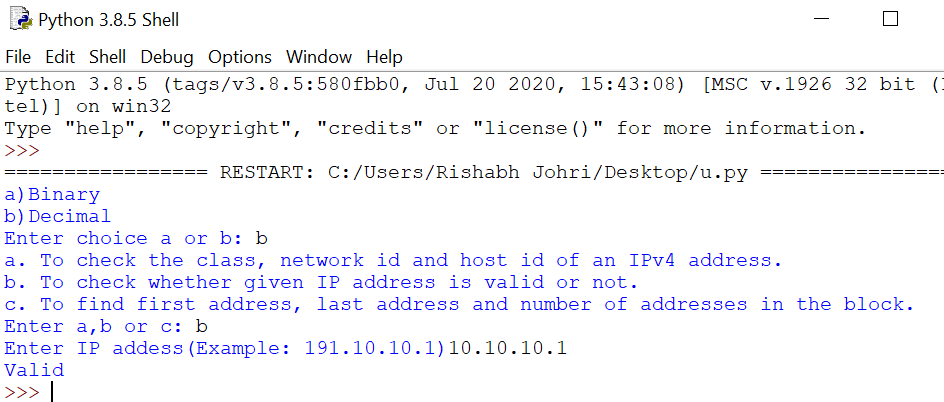 Python 3.8.5 Shell
File Edit Shell Debug Options Window Help
Python 3.8.5 (tags/v3.8.5:580fbb0, Jul 20 2020, 15:43:08) [MSC v.1926 32 bit (
tel)] on win32
Type "help", "copyright", "credits" or "license()" for more information.
>>>
================= RESTART: C:/Users/Rishabh Johri/Desktop/u.py ================
a)Binary
b)Decimal
Enter choice a or b: b
a. To check the class, network id and host id of an IPv4 address.
b. To check whether given IP address is valid or not.
c. To find first address, last address and number of addresses in the block.
Enter a,b or c: b
Enter IP addess(Example: 191.10.10.1)10.10.10.1
Valid
>>>